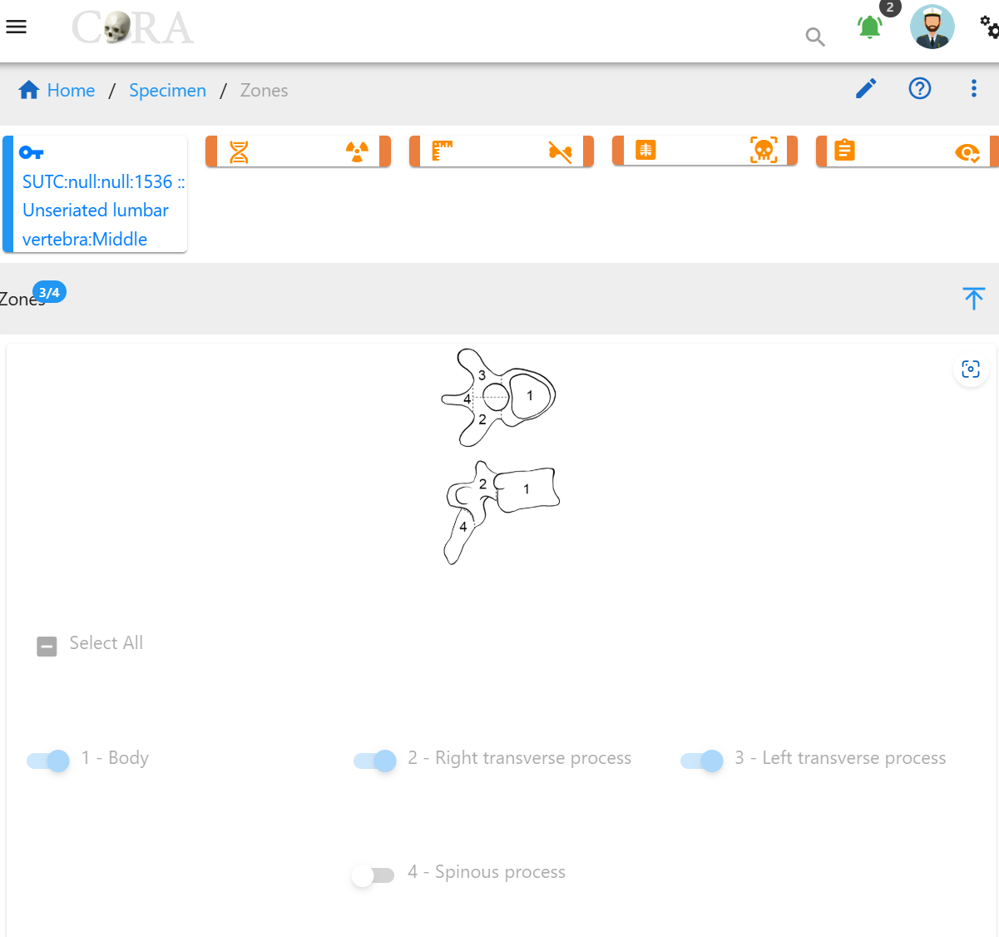 CORA
2
Home / Specimen / Zones
SUTC:null:null:1536 ::
Unseriated lumbar
vertebra:Middle
Zones 3/4
3
4
1
2
2
1
4
Select All
1 - Body
2 - Right transverse process
3 - Left transverse process
4 - Spinous process